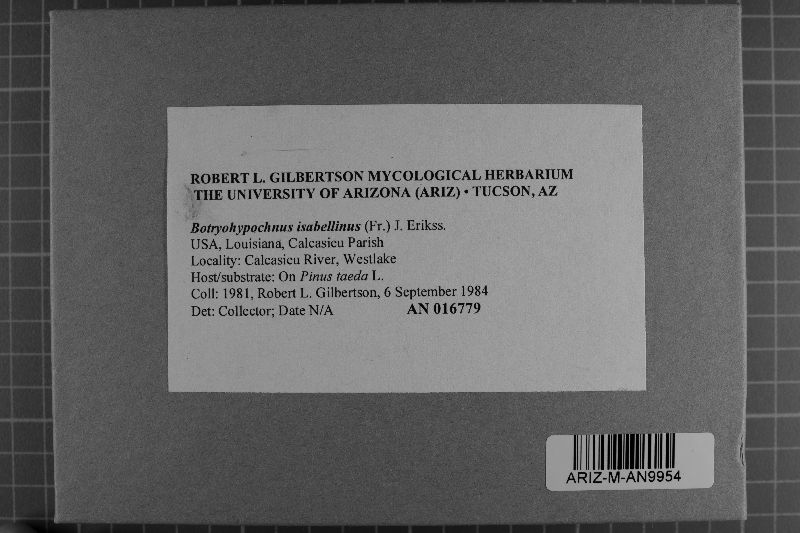 ROBERT L. GILBERTSON MYCOLOGICAL HERBARIUM
THE UNIVERSITY OF ARIZONA (ARIZ) • TUCSON, AZ
Botryohypochnus isabellinus (Fr.) J. Erikss.
USA, Louisiana, Calcasieu Parish
Locality: Calcasieu River, Westlake
Host/substrate: On Pinus taeda L.
Coll: 1981, Robert L. Gilbertson, 6 September 1984
Det: Collector; Date N/A AN 016779
ARIZ-M-AN9954